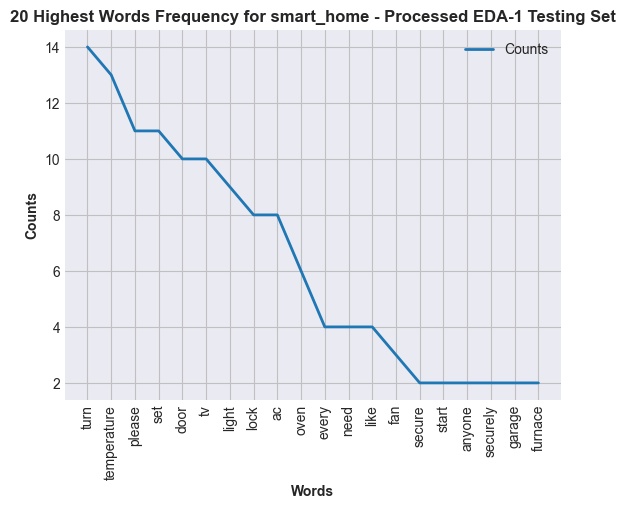 20 Highest Words Frequency for smart_home - Processed EDA-1 Testing Set
Counts
14
12
10
8
6
4
2
Counts
turn
temperature
please
set
door
tv
light
lock
ac
oven
every
need
like
fan
secure
start
anyone
securely
garage
furnace
Words